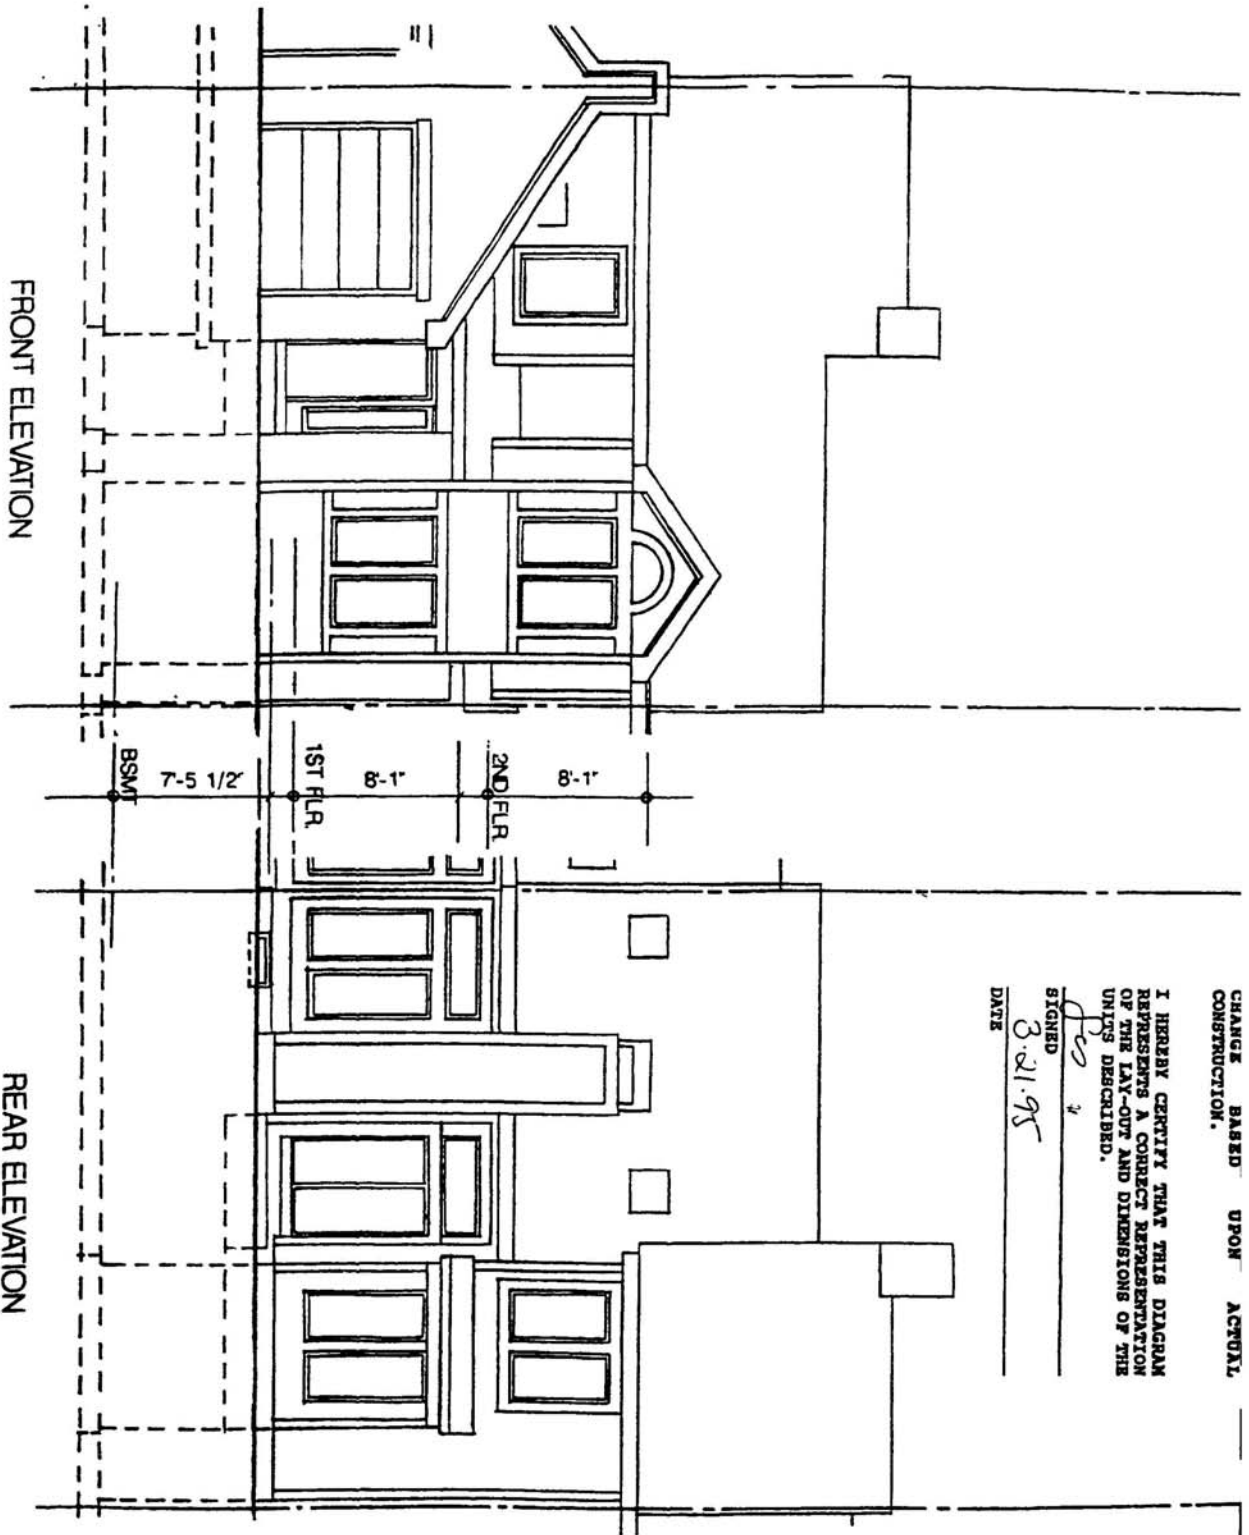 CHANGE BASED UPON ACTUAL
CONSTRUCTION.
I HEREBY CERTIFY THAT THIS DIAGRAM
REPRESENTS A CORRECT REPRESENTATION
OF THE LAY-OUT AND DIMENSIONS OF THE
UNITS DESCRIBED.
SIGNED
3·21·95
DATE
8'-1"
2ND FLR.
8'-1"
1ST FLR.
7'-5 1/2"
BSMT
FRONT ELEVATION
REAR ELEVATION